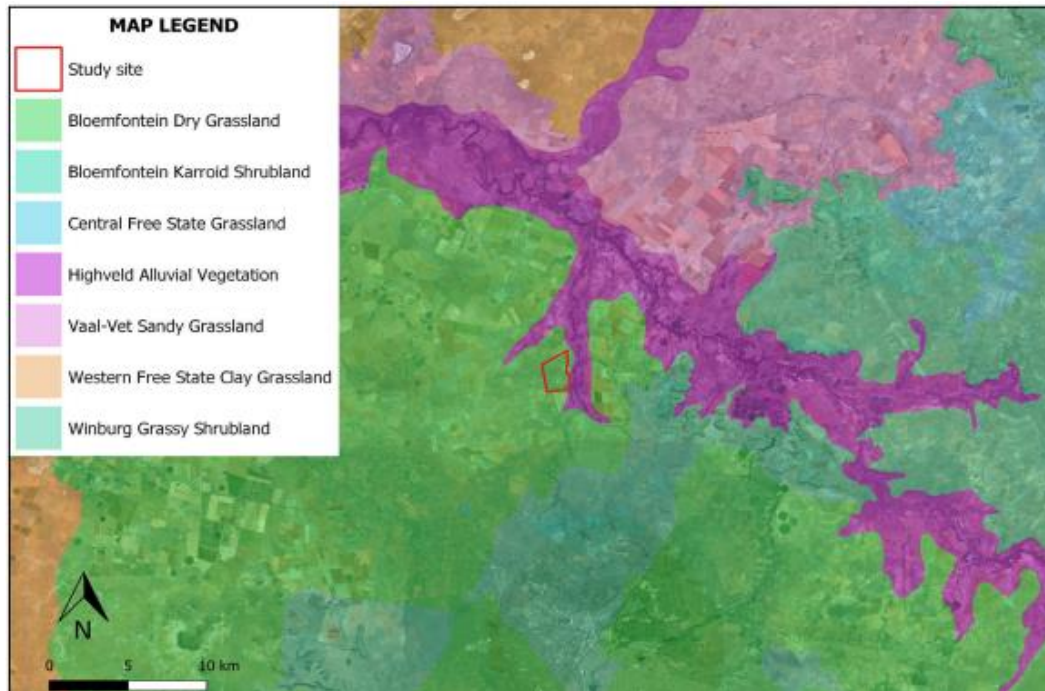 MAP LEGEND
Study site
Bloemfontein Dry Grassland
Bloemfontein Karroid Shrubland
Central Free State Grassland
Highveld Alluvial Vegetation
Vaal-Vet Sandy Grassland
Western Free State Clay Grassland
Winburg Grassy Shrubland
N
0 5 10 km